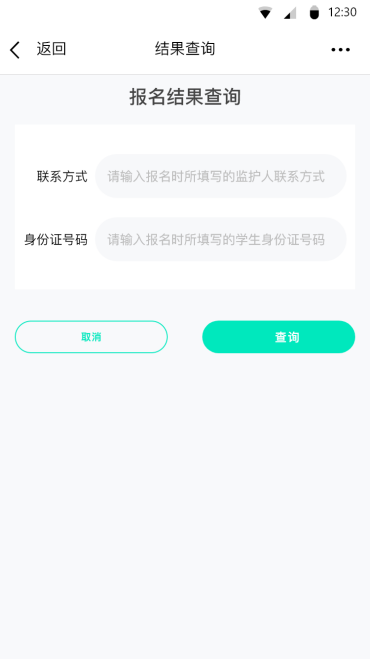 12:30
返回
结果查询
报名结果查询
联系方式
请输入报名时所填写的监护人联系方式
身份证号码
请输入报名时所填写的学生身份证号码
取消
查询